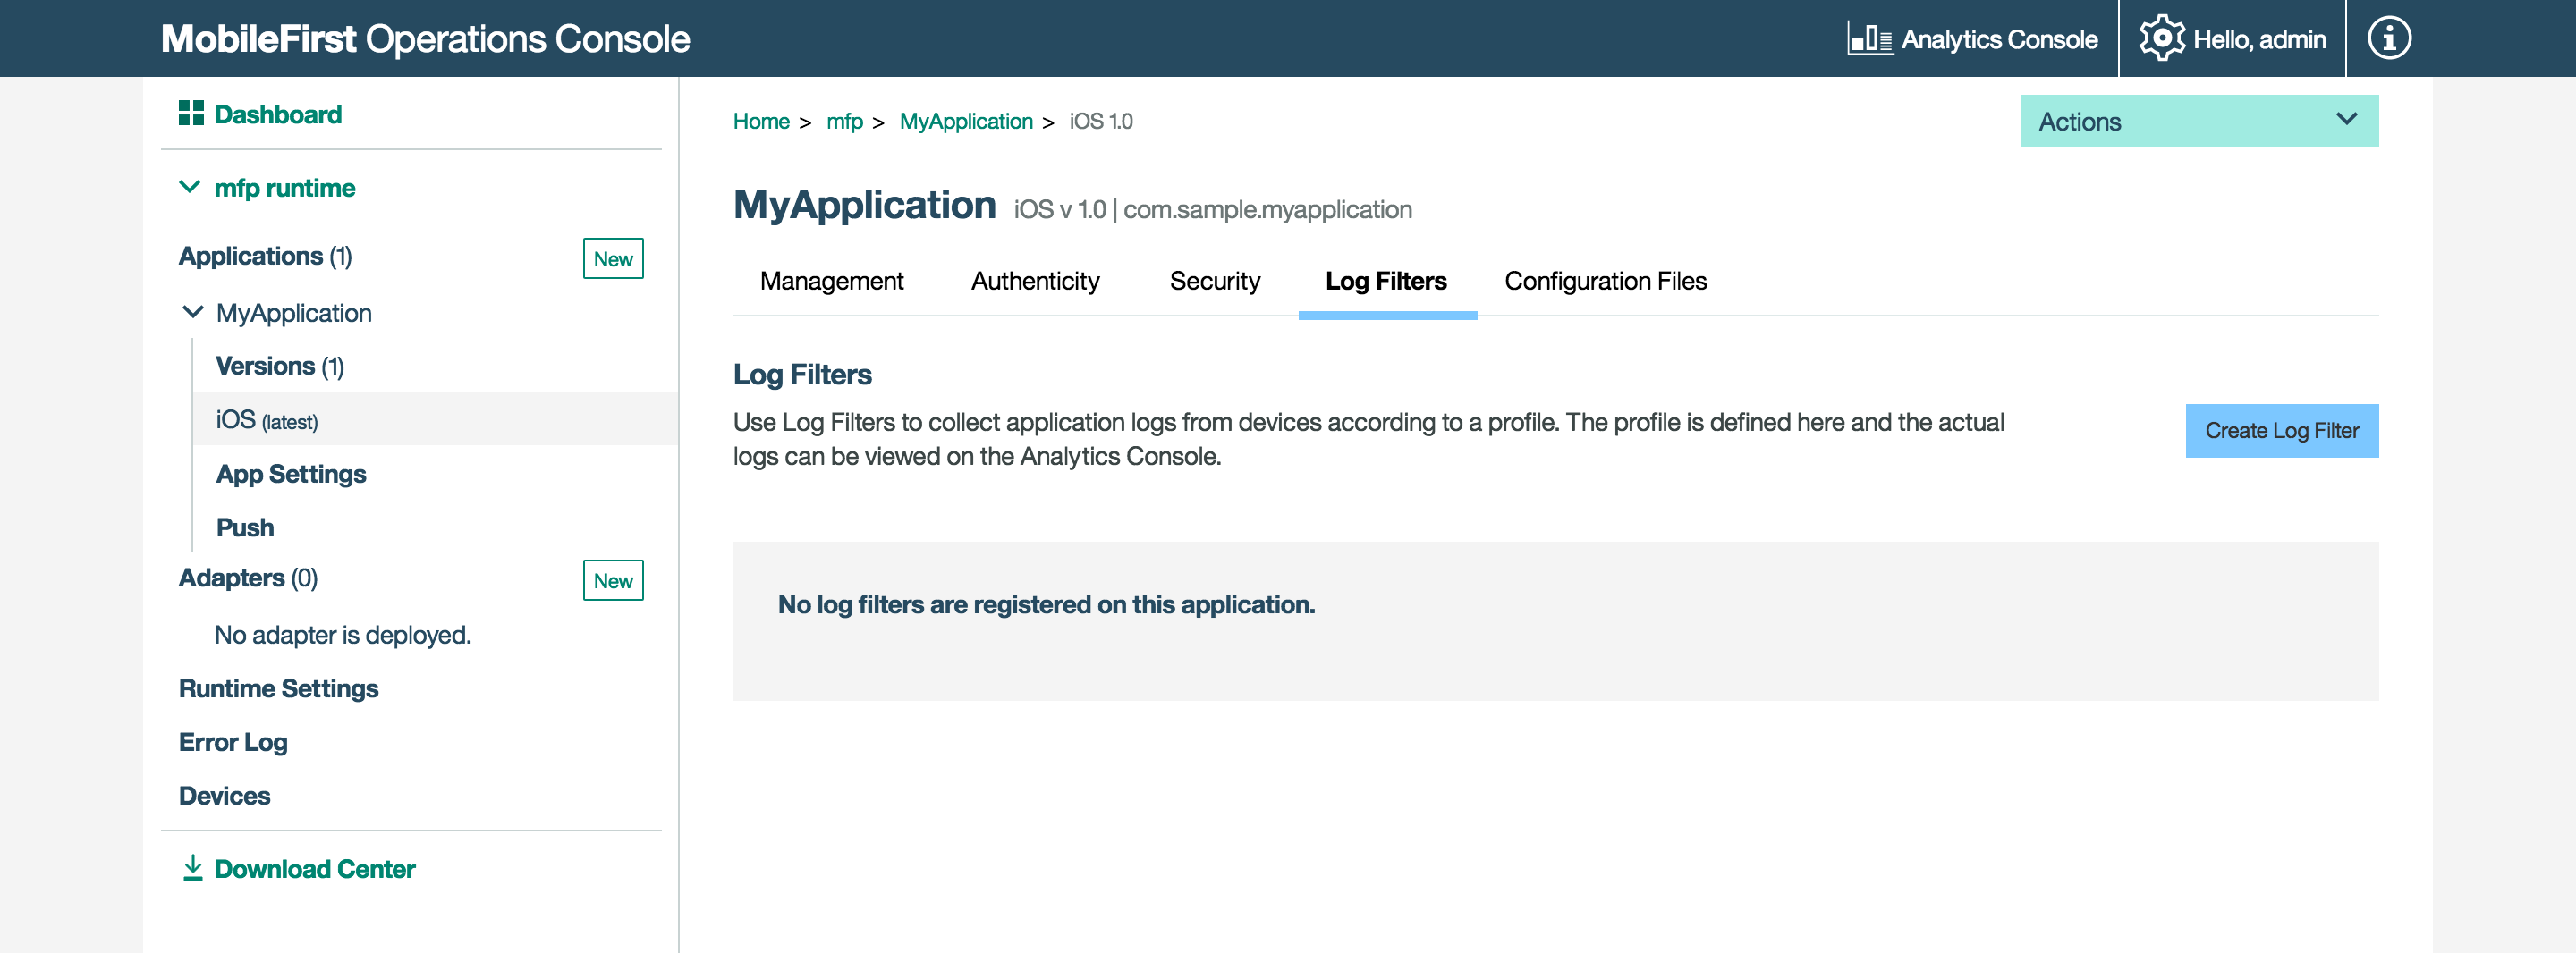 MobileFirst Operations Console
Analytics Console
Hello, admin
Dashboard
mfp runtime
Applications (1)
New
MyApplication
Versions (1)
iOS (latest)
App Settings
Push
Adapters (0)
New
No adapter is deployed.
Runtime Settings
Error Log
Devices
Download Center
Home > mfp > MyApplication > iOS 1.0
Actions
MyApplication iOS v 1.0 | com.sample.myapplication
Management Authenticity Security Log Filters Configuration Files
Log Filters
Use Log Filters to collect application logs from devices according to a profile. The profile is defined here and the actual
logs can be viewed on the Analytics Console.
Create Log Filter
No log filters are registered on this application.